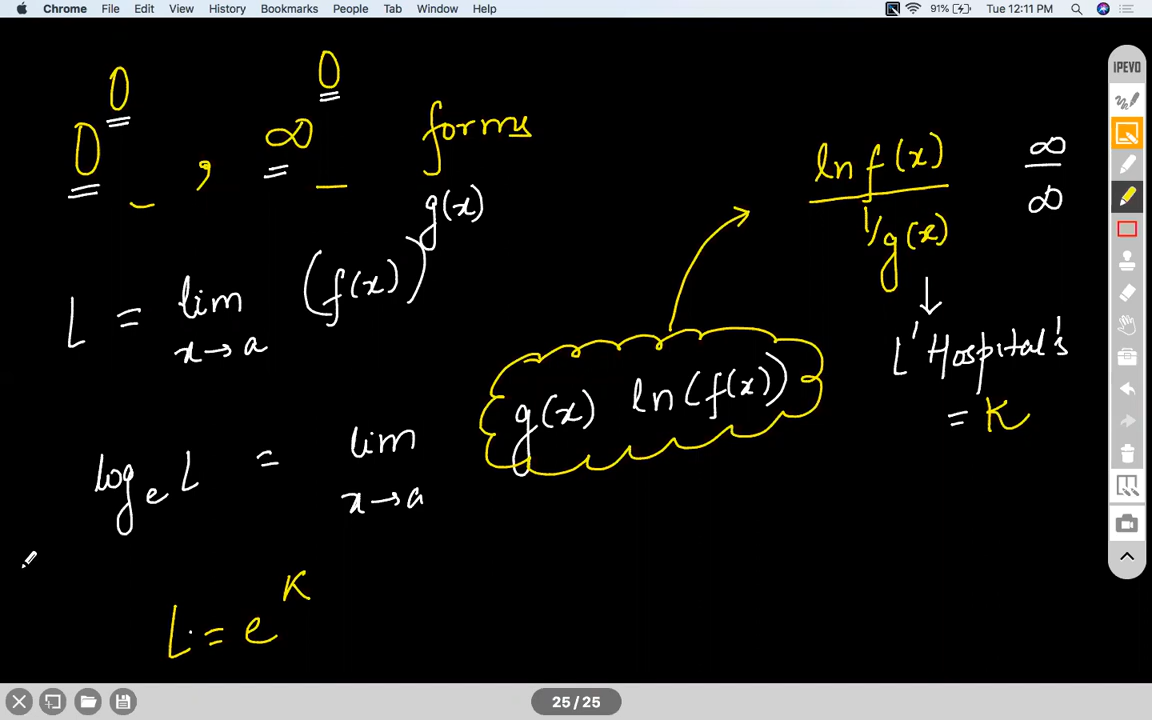 Chrome File Edit View History Bookmarks People Tab Window Help 91% Tue 12:11 PM
IPEVO
0^0 , ∞^0 forms
L = lim x→a (f(x))^g(x)
log_e L = lim x→a g(x) ln(f(x))
ln f(x) / 1/g(x) ∞/∞
↓
L'Hospital's
= K
L = e^K
25 / 25